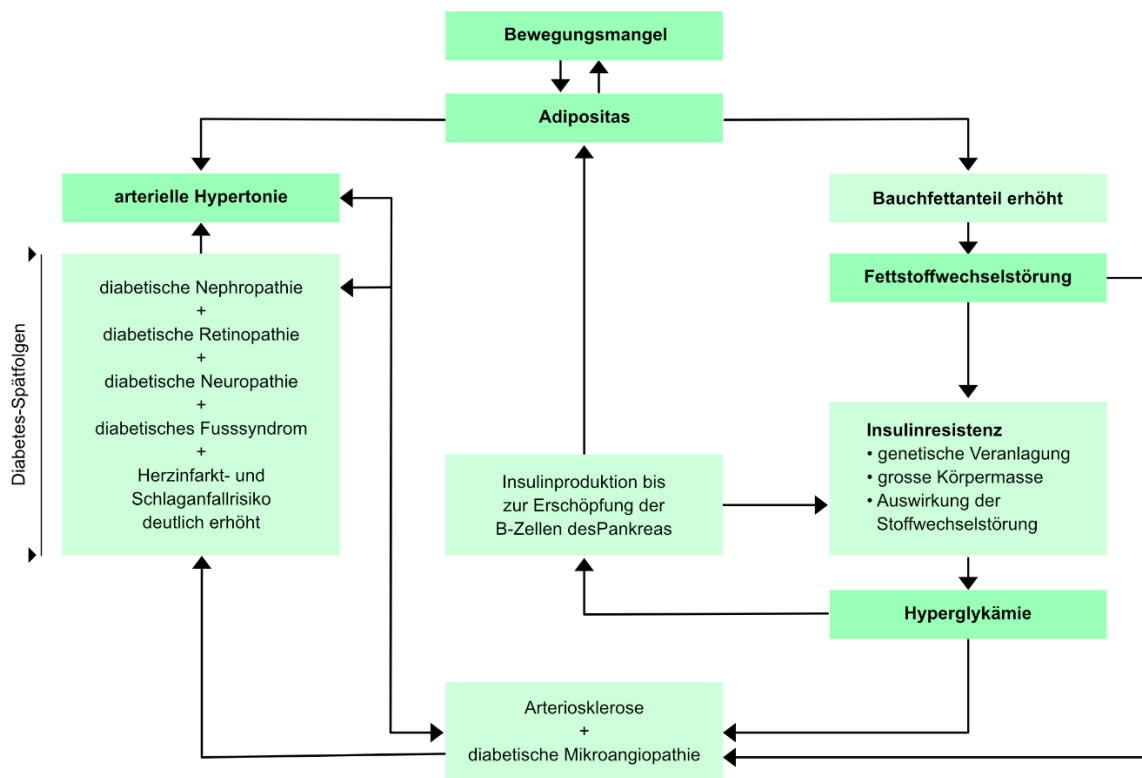 Bewegungsmangel
Adipositas
arterielle Hypertonie
Bauchfettanteil erhöht
Fettstoffwechselstörung
Diabetes-Spätfolgen
diabetische Nephropathie
+
diabetische Retinopathie
+
diabetische Neuropathie
+
diabetisches Fusssyndrom
+
Herzinfarkt- und
Schlaganfallrisiko
deutlich erhöht
Insulinproduktion bis
zur Erschöpfung der
B-Zellen desPankreas
Insulinresistenz
• genetische Veranlagung
• grosse Körpermasse
• Auswirkung der
Stoffwechselstörung
Hyperglykämie
Arteriosklerose
+
diabetische Mikroangiopathie